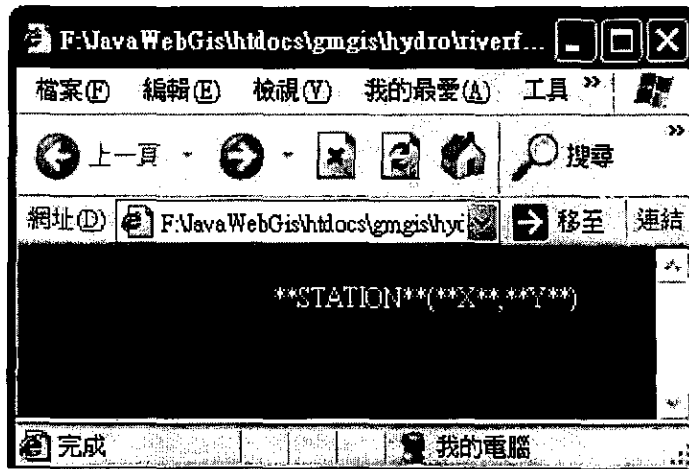 F:\JavaWebGis\htdocs\gmgis\hydro\riverf...
檔案(F) 編輯(E) 檢視(V) 我的最愛(A) 工具 »
上一頁 搜尋 »
網址(D) F:\JavaWebGis\htdocs\gmgis\hyd 移至 連結
**STATION**(**X**,**Y**)
完成 我的電腦